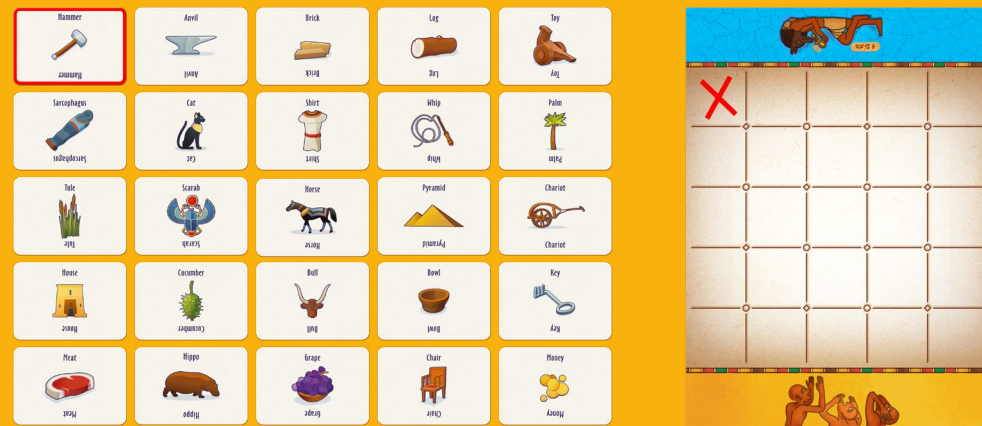 Hammer
Hammer
Anvil
Anvil
Brick
Brick
Log
Log
Toy
Toy
Sarcophagus
Sarcophagus
Cat
Cat
Shirt
Shirt
Whip
Whip
Palm
Palm
Tule
Tule
Scarab
Scarab
Horse
Horse
Pyramid
Pyramid
Chariot
Chariot
House
House
Cucumber
Cucumber
Bull
Bull
Bowl
Bowl
Key
Key
Meat
Meat
Hippo
Hippo
Grape
Grape
Chair
Chair
Money
Money